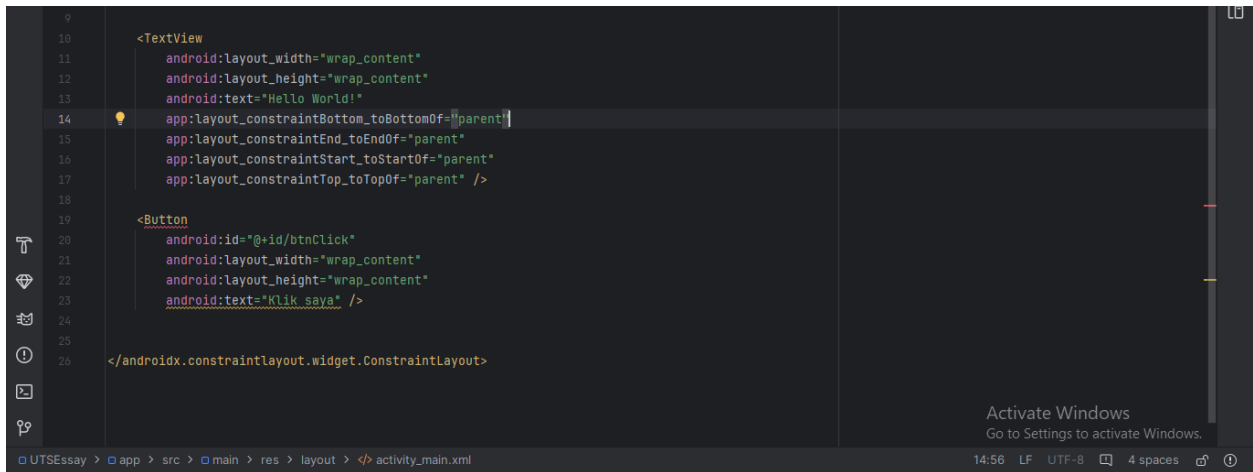 9
10 <TextView
11 android:layout_width="wrap_content"
12 android:layout_height="wrap_content"
13 android:text="Hello World!"
14 app:layout_constraintBottom_toBottomOf="parent"
15 app:layout_constraintEnd_toEndOf="parent"
16 app:layout_constraintStart_toStartOf="parent"
17 app:layout_constraintTop_toTopOf="parent" />
18
19 <Button
20 android:id="@+id/btnClick"
21 android:layout_width="wrap_content"
22 android:layout_height="wrap_content"
23 android:text="Klik saya" />
24
25
26 </androidx.constraintlayout.widget.ConstraintLayout>
Activate Windows
Go to Settings to activate Windows.
UTSEssay > app > src > main > res > layout > </> activity_main.xml 14:56 LF UTF-8 4 spaces